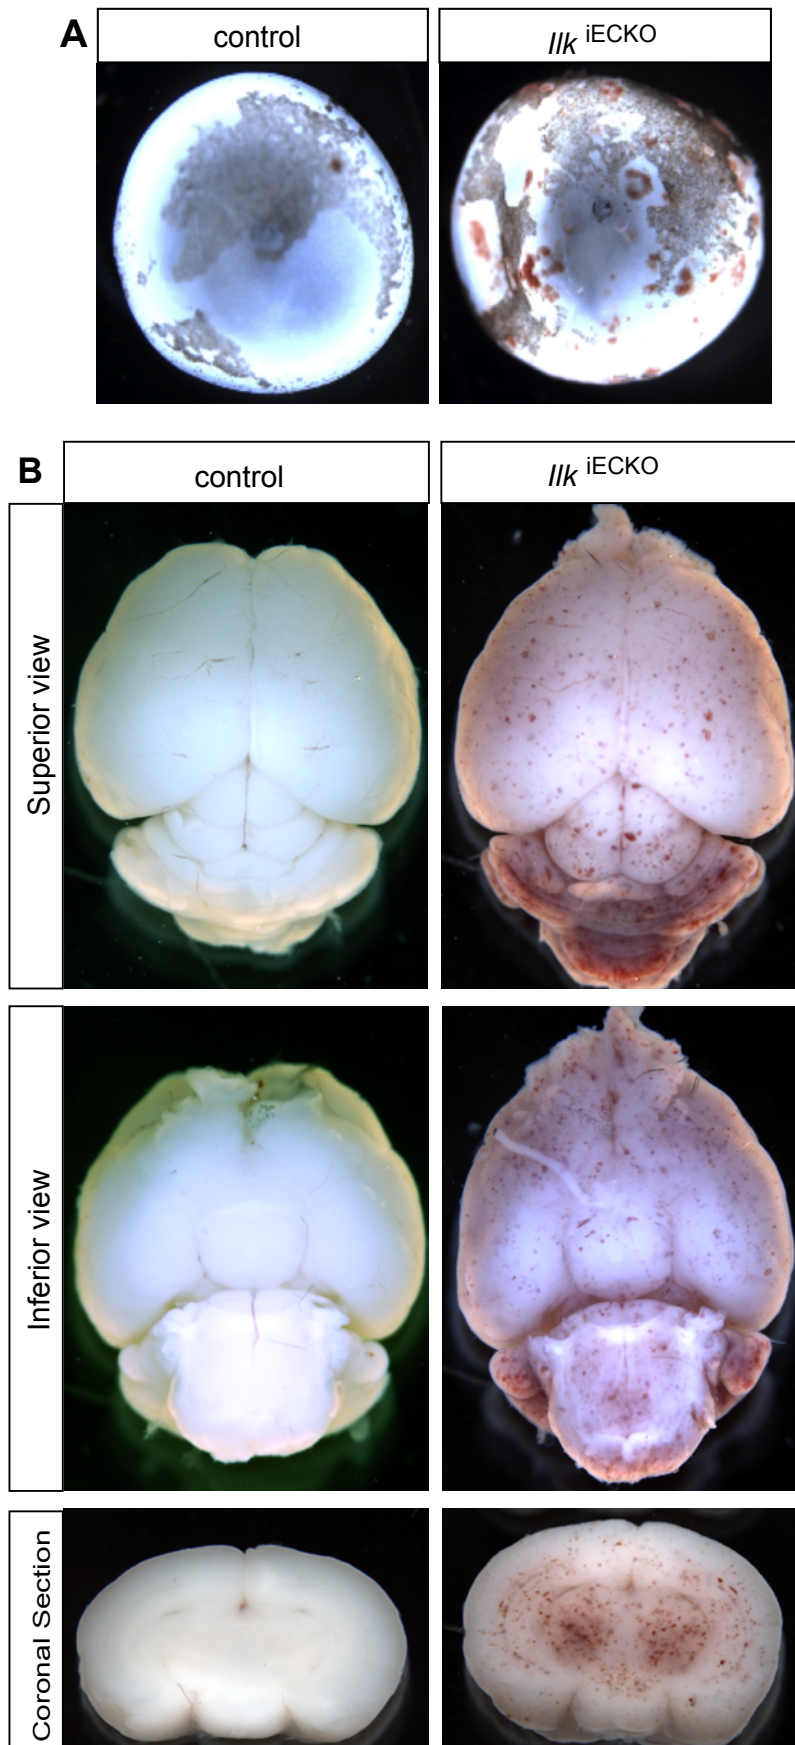 A
control
Ilk iECKO
B
control
Ilk iECKO
Superior view
Inferior view
Coronal Section